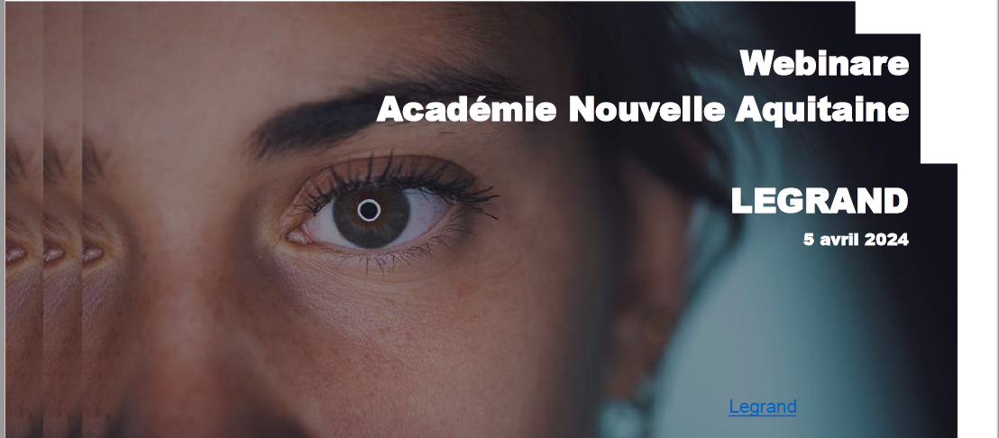 Webinare
Académie Nouvelle Aquitaine
LEGRAND
5 avril 2024
Legrand